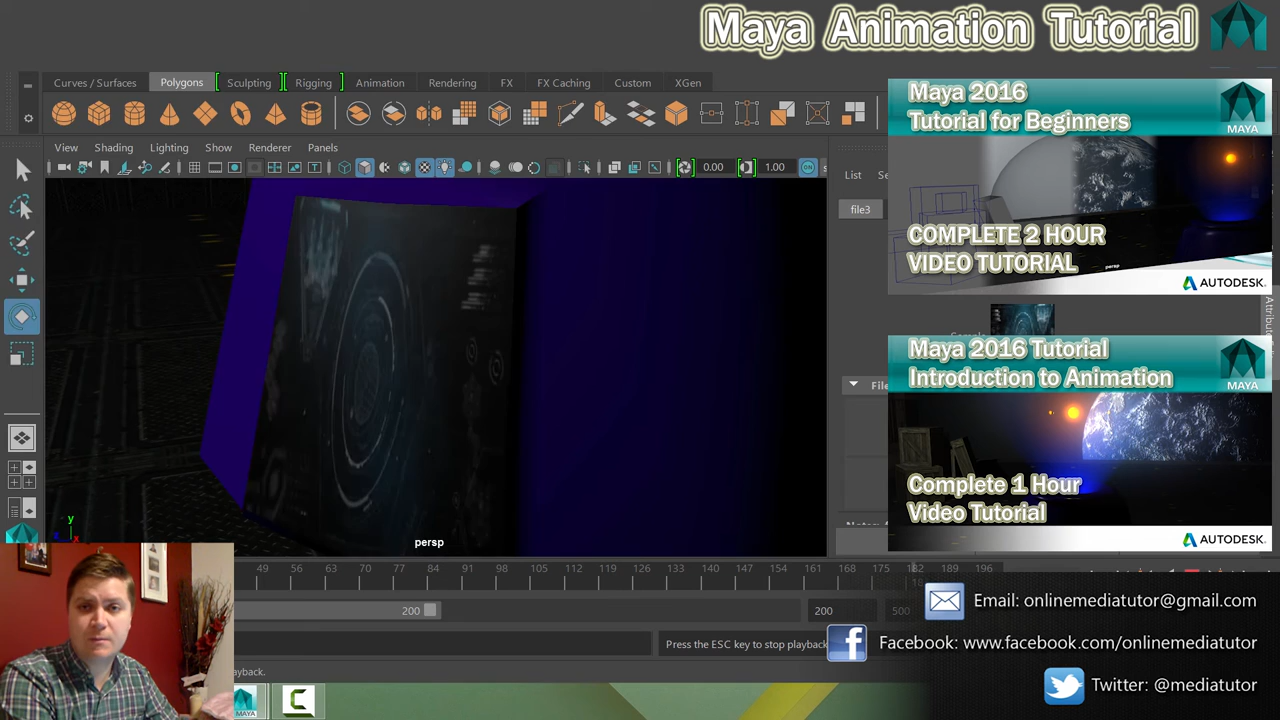 Maya Animation Tutorial
Curves / Surfaces Polygons Sculpting Rigging Animation Rendering FX FX Caching Custom XGen
View Shading Lighting Show Renderer Panels
0.00 1.00 ON
List
file3
Maya 2016
Tutorial for Beginners
MAYA
COMPLETE 2 HOUR
VIDEO TUTORIAL
persp
AUTODESK.
Maya 2016 Tutorial
Introduction to Animation
MAYA
Complete 1 Hour
Video Tutorial
AUTODESK.
y
x
persp
49 56 63 70 77 84 91 98 105 112 119 126 133 140 147 154 161 168 175 182 189 196
200 200 500
Press the ESC key to stop playback
Email: onlinemediatutor@gmail.com
Facebook: www.facebook.com/onlinemediatutor
Twitter: @mediatutor
MAYA